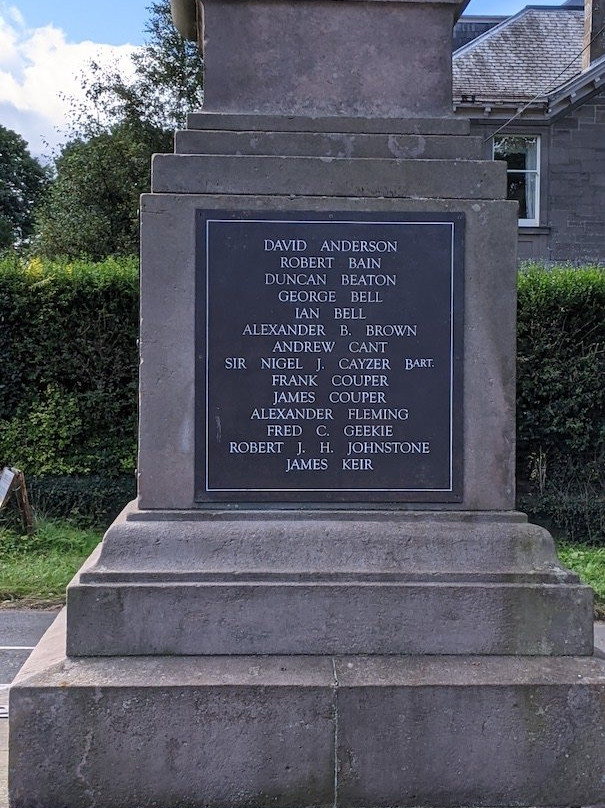 DAVID ANDERSON
ROBERT BAIN
DUNCAN BEATON
GEORGE BELL
IAN BELL
ALEXANDER B. BROWN
ANDREW CANT
SIR NIGEL J. CAYZER BART.
FRANK COUPER
JAMES COUPER
ALEXANDER FLEMING
FRED C. GEEKIE
ROBERT J. H. JOHNSTONE
JAMES KEIR